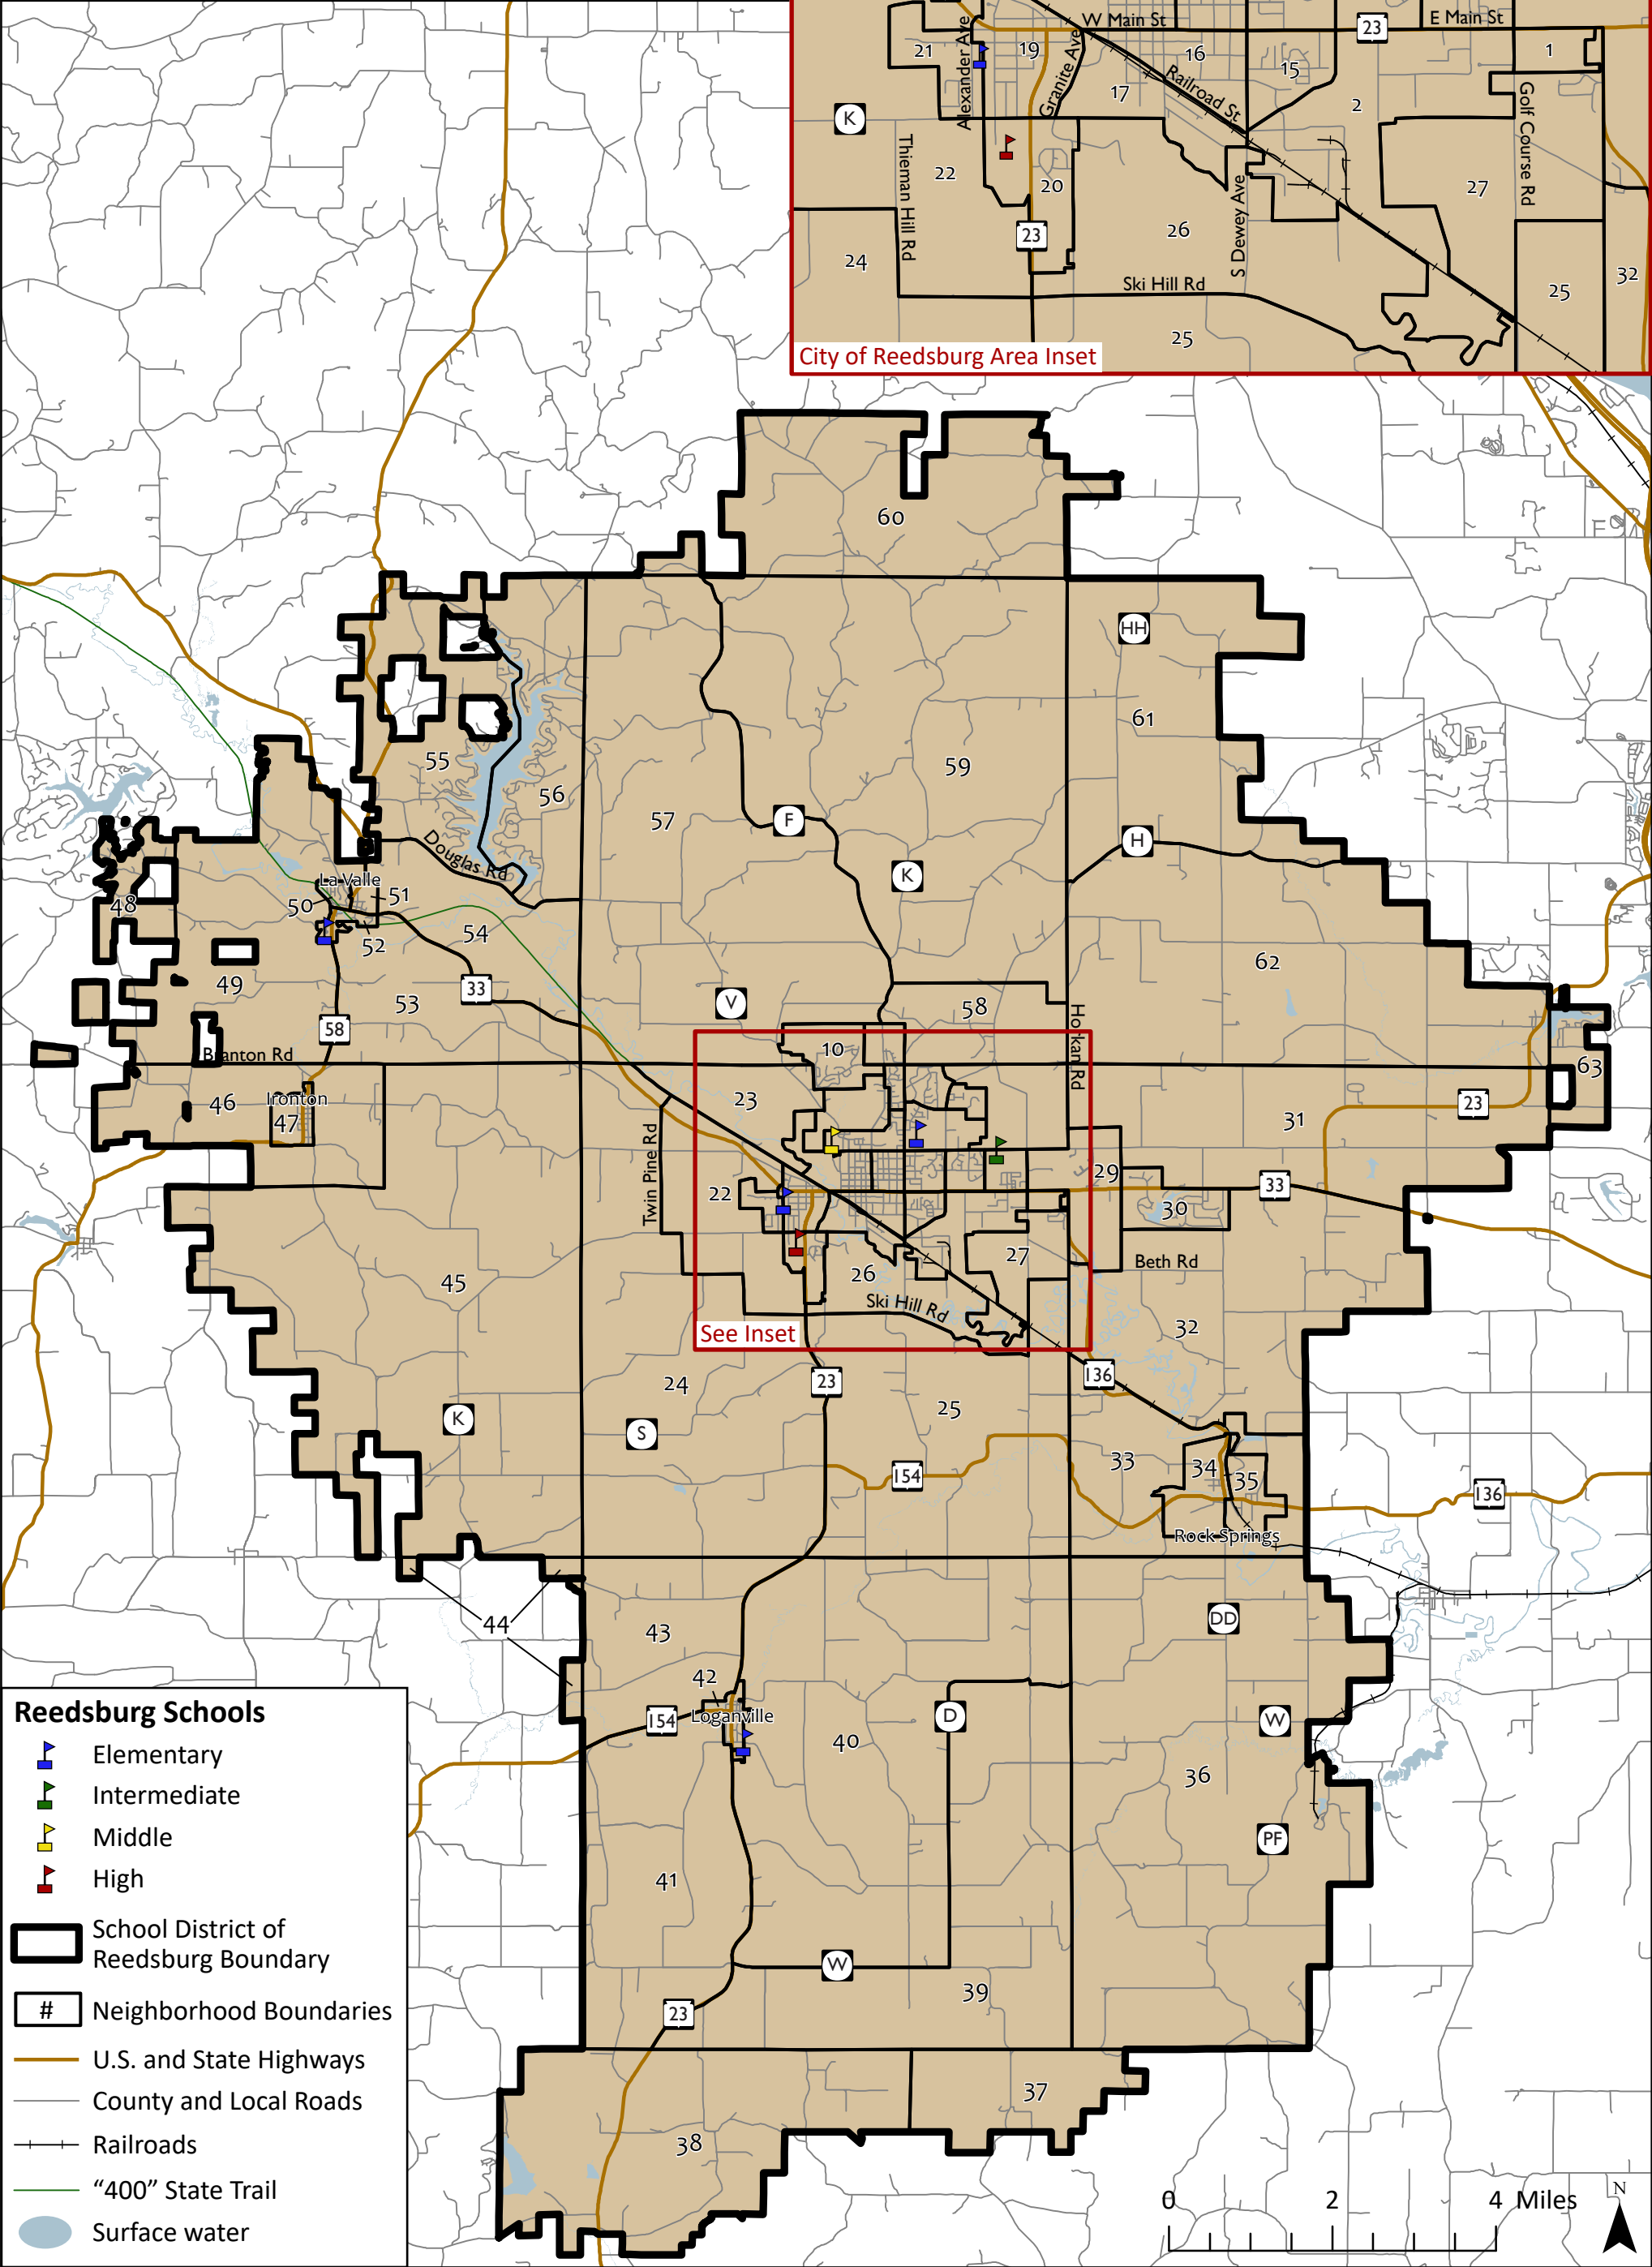 W Main St
23
E Main St
21
Alexander Ave
19
Granite Ave
16
15
1
17
Railroad St
2
Golf Course Rd
K
Thieman Hill Rd
22
20
27
S Dewey Ave
26
23
24
32
Ski Hill Rd
25
25
City of Reedsburg Area Inset
60
HH
61
55
59
56
57
F
H
Douglas Rd
K
La Valle
51
50
48
52
54
62
49
33
53
V
58
Hoskan Rd
58
10
Branton Rd
63
46
Ironton
47
23
23
31
Twin Pine Rd
29
22
33
30
27
Beth Rd
45
26
Ski Hill Rd
32
See Inset
136
24
23
25
K
S
33
34
35
154
136
Rock Springs
44
43
DD
42
154
Loganville
D
W
40
36
PF
41
W
39
23
37
38
Reedsburg Schools
Elementary
Intermediate
Middle
High
School District of
Reedsburg Boundary
# Neighborhood Boundaries
U.S. and State Highways
County and Local Roads
Railroads
“400” State Trail
Surface water
0 2 4 Miles
N